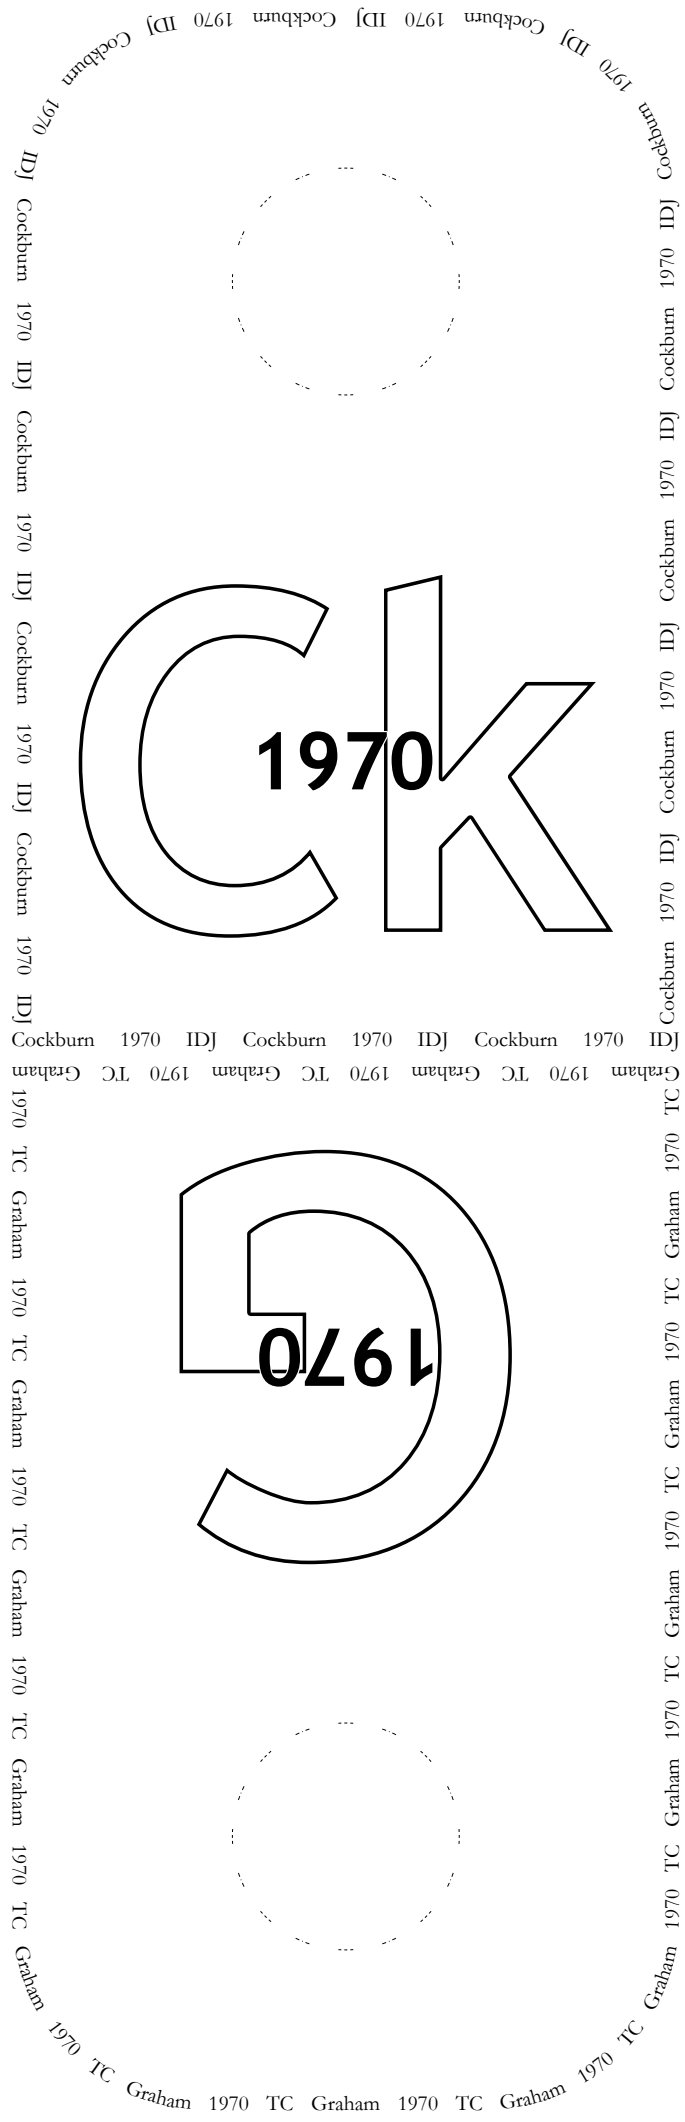 Cockburn 1970 IDJ Cockburn 1970 IDJ Cockburn 1970 IDJ Cockburn 1970 IDJ
Cockburn 1970 IDJ Cockburn 1970 IDJ Cockburn 1970 IDJ Cockburn 1970 IDJ
Cockburn 1970 IDJ Cockburn 1970 IDJ Cockburn 1970 IDJ Cockburn 1970 IDJ
Ck
1970
Cockburn 1970 IDJ Cockburn 1970 IDJ Cockburn 1970 IDJ
Graham 1970 TC Graham 1970 TC Graham 1970 TC Graham
1970 TC Graham 1970 TC Graham 1970 TC Graham 1970 TC Graham 1970 TC
G
1970
Graham 1970 TC Graham 1970 TC Graham 1970 TC Graham 1970 TC
Graham 1970 TC Graham 1970 TC Graham 1970 TC Graham 1970 TC Graham 1970 TC